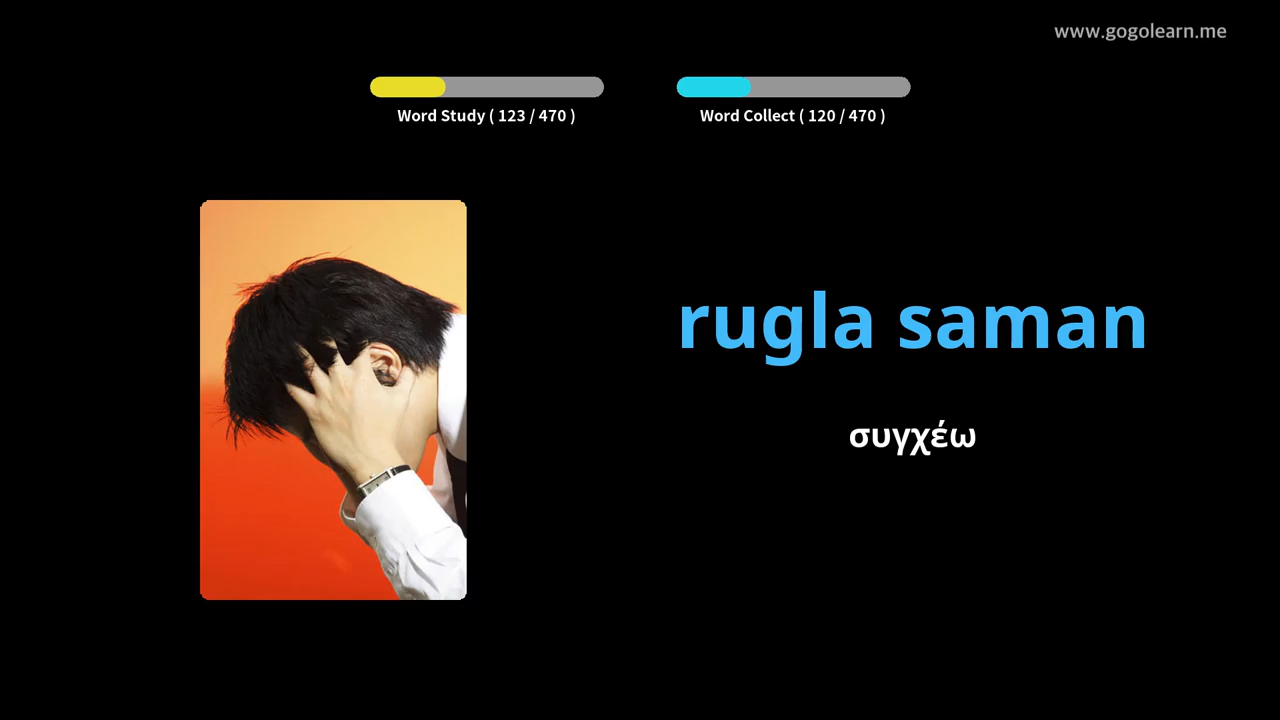 www.gogolearn.me
Word Study ( 123 / 470 )
Word Collect ( 120 / 470 )
rugla saman
συγχέω